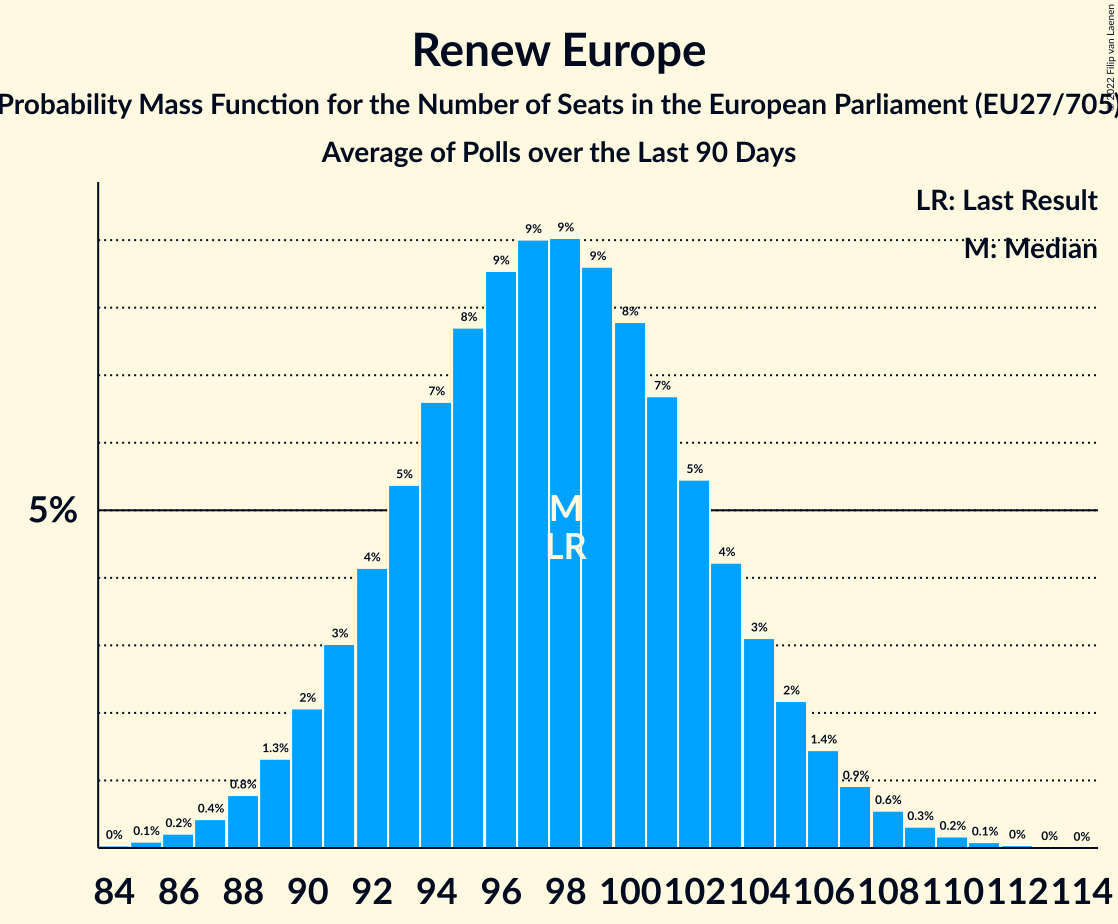 Renew Europe
Probability Mass Function for the Number of Seats in the European Parliament (EU27/705)
Average of Polls over the Last 90 Days
© 2022 Filip van Laenen
LR: Last Result
M: Median
5%
0% 0.1% 0.2% 0.4% 0.8% 1.3% 2% 3% 4% 5% 7% 8% 9% 9% 9% 9% 8% 7% 5% 4% 3% 2% 1.4% 0.9% 0.6% 0.3% 0.2% 0.1% 0% 0% 0%
M
LR
84 86 88 90 92 94 96 98 100 102 104 106 108 110 112 114